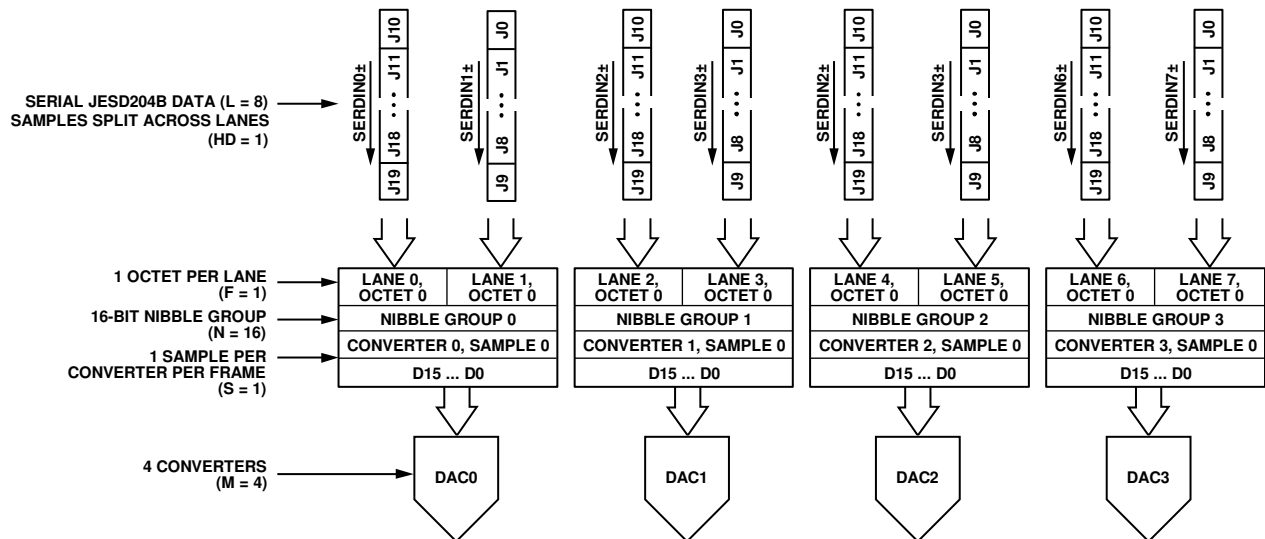 SERIAL JESD204B DATA (L = 8)
SAMPLES SPLIT ACROSS LANES
(HD = 1)
SERDIN0±
J10
J11
• • •
J18
J19
SERDIN1±
J0
J1
• • •
J8
J9
SERDIN2±
J10
J11
• • •
J18
J19
SERDIN3±
J0
J1
• • •
J8
J9
SERDIN2±
J10
J11
• • •
J18
J19
SERDIN3±
J0
J1
• • •
J8
J9
SERDIN6±
J10
J11
• • •
J18
J19
SERDIN7±
J0
J1
• • •
J8
J9
1 OCTET PER LANE
(F = 1)
LANE 0,
OCTET 0
LANE 1,
OCTET 0
LANE 2,
OCTET 0
LANE 3,
OCTET 0
LANE 4,
OCTET 0
LANE 5,
OCTET 0
LANE 6,
OCTET 0
LANE 7,
OCTET 0
16-BIT NIBBLE GROUP
(N = 16)
NIBBLE GROUP 0
NIBBLE GROUP 1
NIBBLE GROUP 2
NIBBLE GROUP 3
1 SAMPLE PER
CONVERTER PER FRAME
(S = 1)
CONVERTER 0, SAMPLE 0
CONVERTER 1, SAMPLE 0
CONVERTER 2, SAMPLE 0
CONVERTER 3, SAMPLE 0
D15 ... D0
D15 ... D0
D15 ... D0
D15 ... D0
4 CONVERTERS
(M = 4)
DAC0
DAC1
DAC2
DAC3